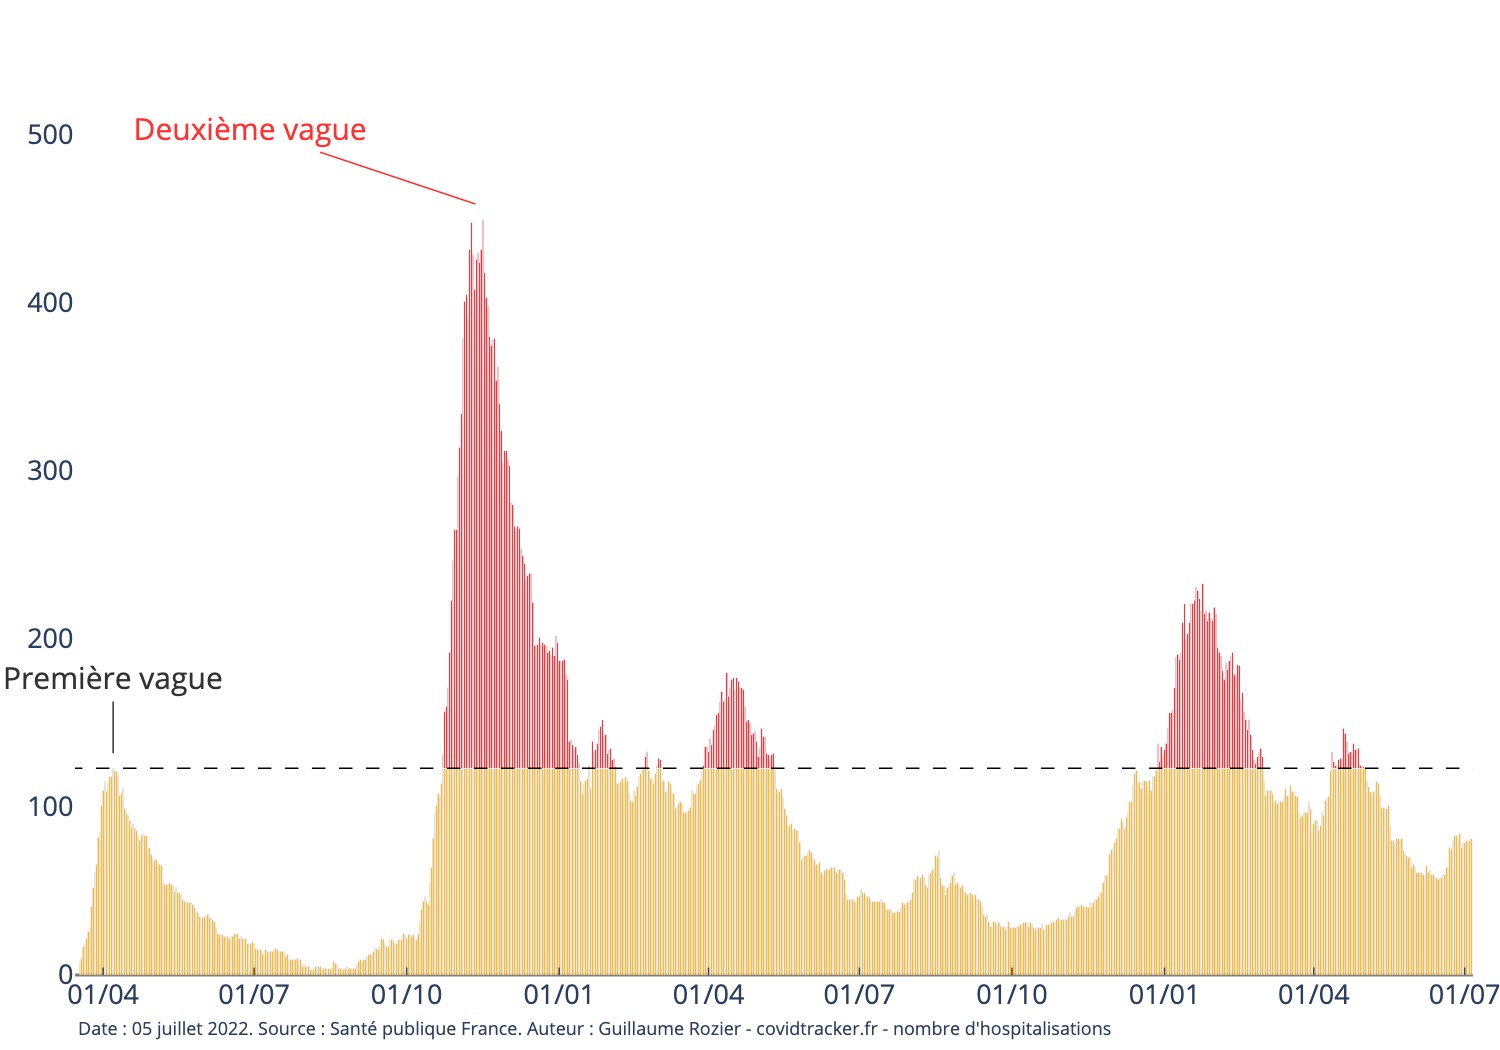 500
Deuxième vague
400
300
200
Première vague
100
0
01/04 01/07 01/10 01/01 01/04 01/07 01/10 01/01 01/04 01/07
Date : 05 juillet 2022. Source : Santé publique France. Auteur : Guillaume Rozier - covidtracker.fr - nombre d'hospitalisations